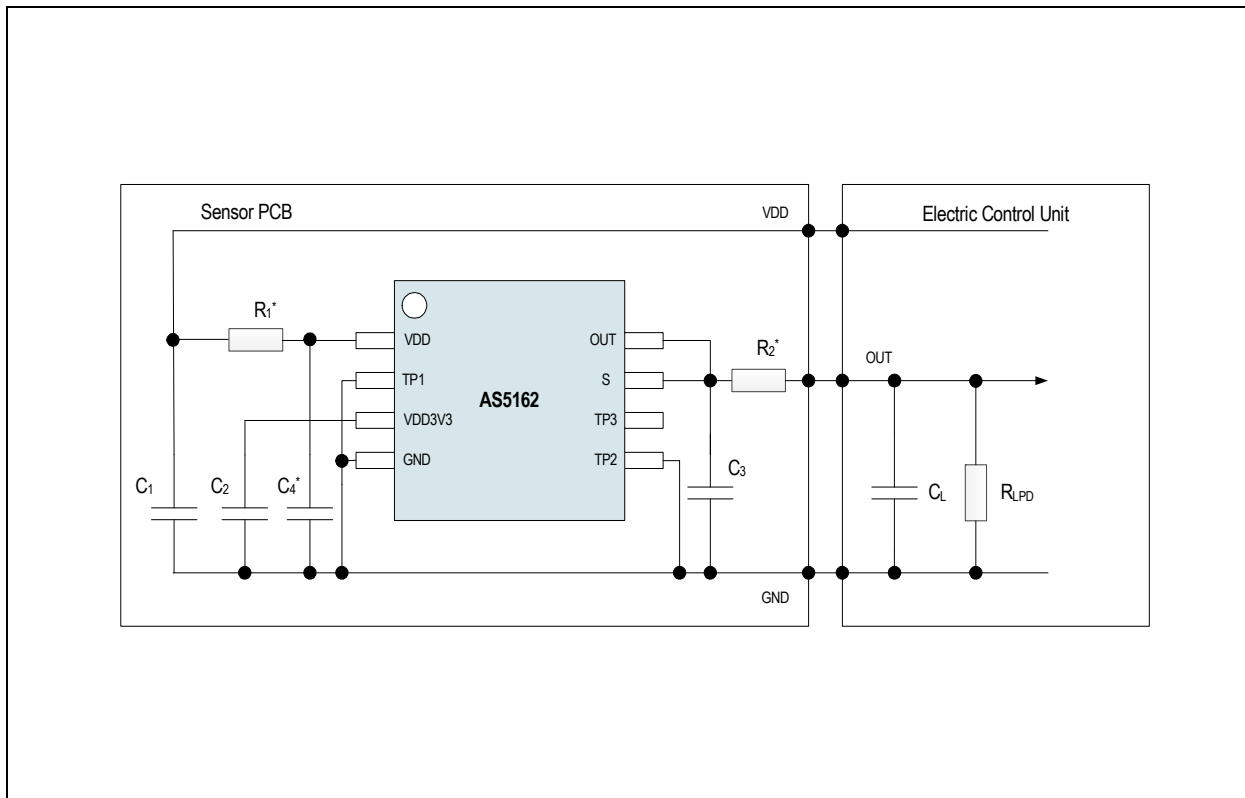 Sensor PCB
VDD
Electric Control Unit
R1*
VDD
OUT
R2*
OUT
TP1
S
AS5162
VDD3V3
TP3
GND
TP2
C1
C2
C4*
C3
CL
RLPD
GND